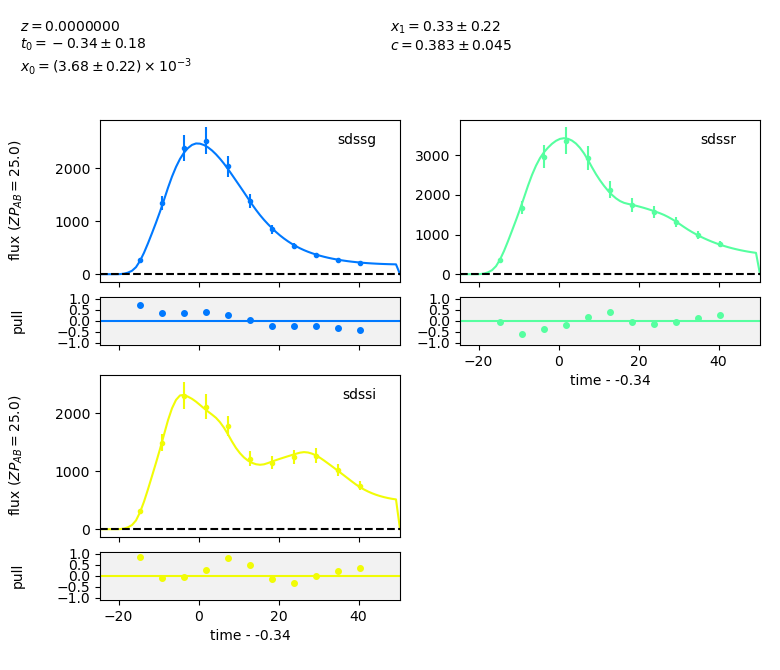 z = 0.0000000
t₀ = −0.34 ± 0.18
x₀ = (3.68 ± 0.22) × 10⁻³
x₁ = 0.33 ± 0.22
c = 0.383 ± 0.045
flux (ZP_AB = 25.0)
2000
1000
0
sdssg
3000
2000
1000
0
sdssr
pull
1.0
0.5
0.0
−0.5
−1.0
1.0
0.5
0.0
−0.5
−1.0
−20
0
20
40
time - -0.34
flux (ZP_AB = 25.0)
2000
1000
0
sdssi
pull
1.0
0.5
0.0
−0.5
−1.0
−20
0
20
40
time - -0.34